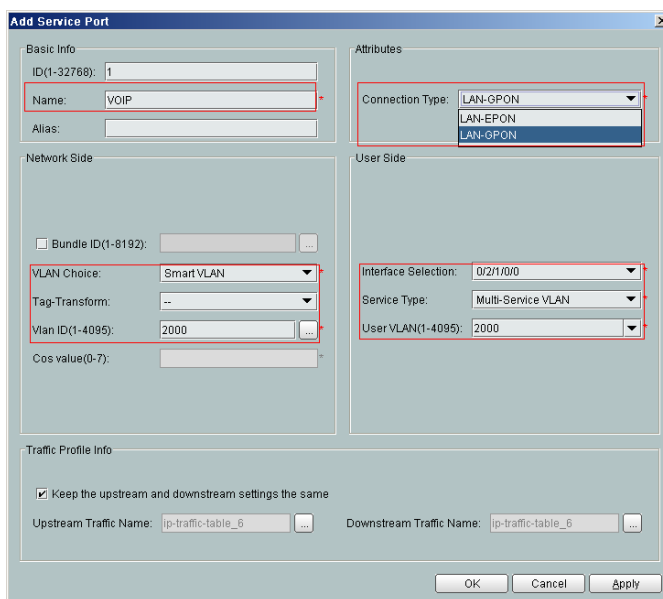 Add Service Port
Basic Info
ID(1-32768): 1
Name: VOIP *
Alias:
Attributes
Connection Type: LAN-GPON *
LAN-EPON
LAN-GPON
Network Side
Bundle ID(1-8192): ...
VLAN Choice: Smart VLAN *
Tag-Transform: --
Vlan ID(1-4095): 2000 ... *
Cos value(0-7): *
User Side
Interface Selection: 0/2/1/0/0 *
Service Type: Multi-Service VLAN *
User VLAN(1-4095): 2000 *
Traffic Profile Info
Keep the upstream and downstream settings the same
Upstream Traffic Name: ip-traffic-table_6 ... Downstream Traffic Name: ip-traffic-table_6 ...
OK Cancel Apply